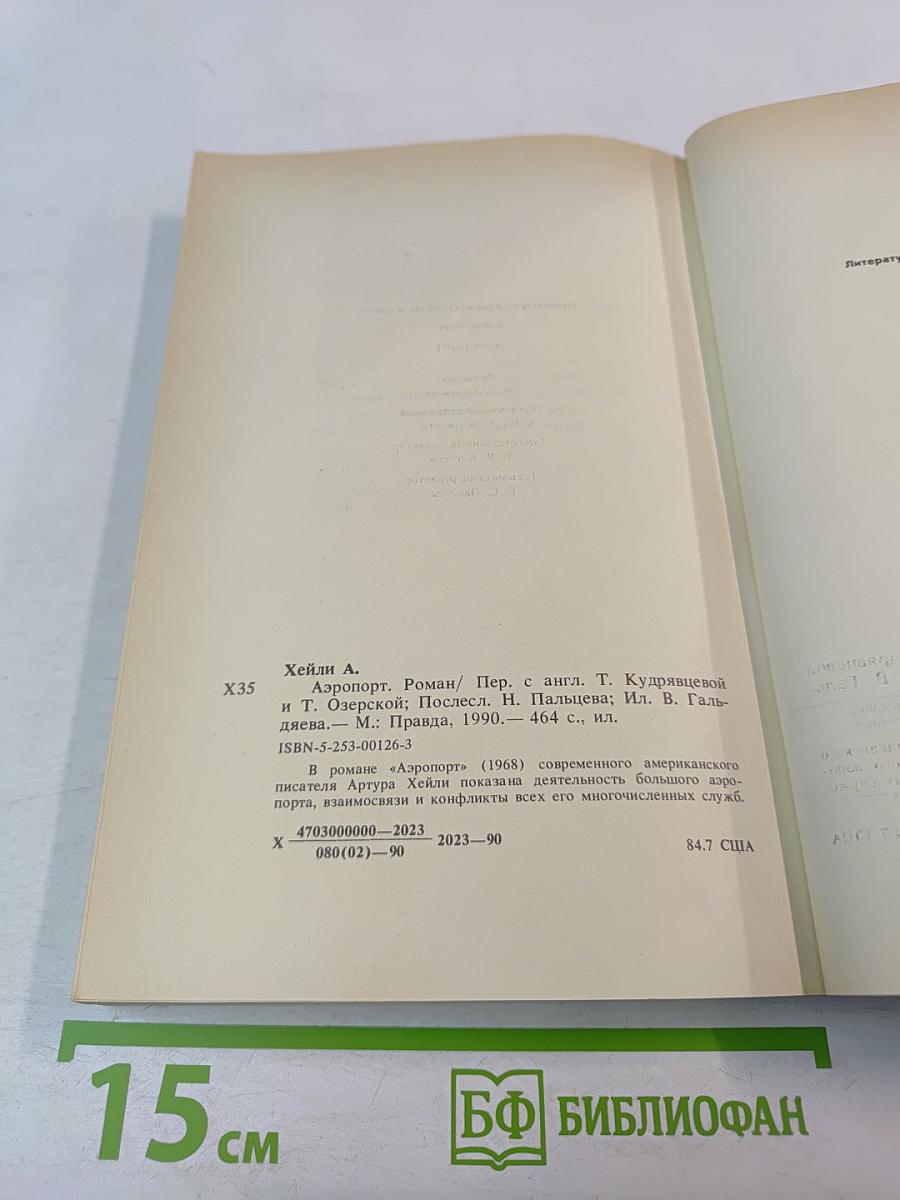 Литерату
Хейли А.
Х35
Аэропорт. Роман/ Пер. с англ. Т. Кудрявцевой
и Т. Озерской; Послесл. Н. Пальцева; Ил. В. Галь-
дяева.— М.: Правда, 1990.— 464 с., ил.
ISBN-5-253-00126-3
В романе «Аэропорт» (1968) современного американского
писателя Артура Хейли показана деятельность большого аэро-
порта, взаимосвязи и конфликты всех его многочисленных служб.
Х 4703000000—2023
080(02)—90
2023—90
84.7 США
15 см
БФ БИБЛИОФАН